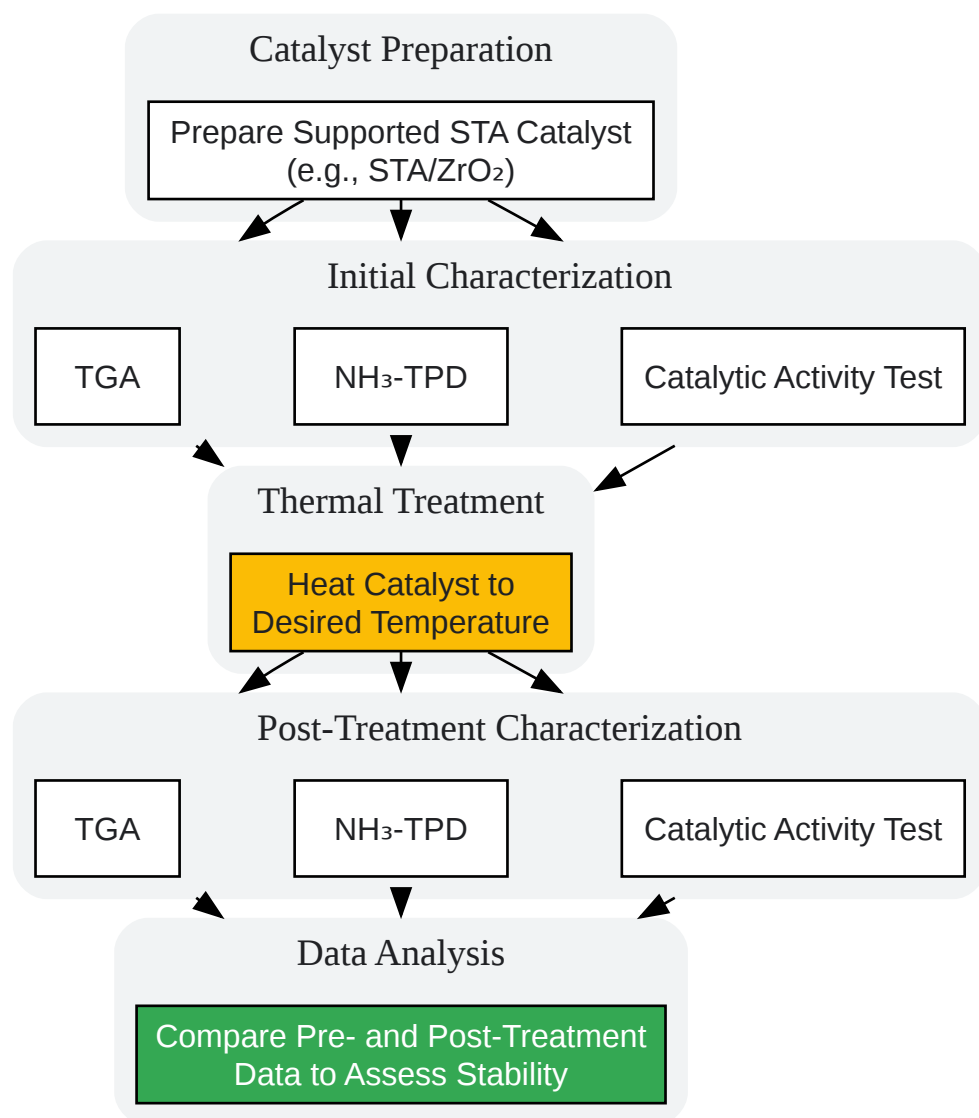 Catalyst Preparation
Prepare Supported STA Catalyst
(e.g., STA/ZrO₂)
Initial Characterization
TGA
NH₃-TPD
Catalytic Activity Test
Thermal Treatment
Heat Catalyst to
Desired Temperature
Post-Treatment Characterization
TGA
NH₃-TPD
Catalytic Activity Test
Data Analysis
Compare Pre- and Post-Treatment
Data to Assess Stability